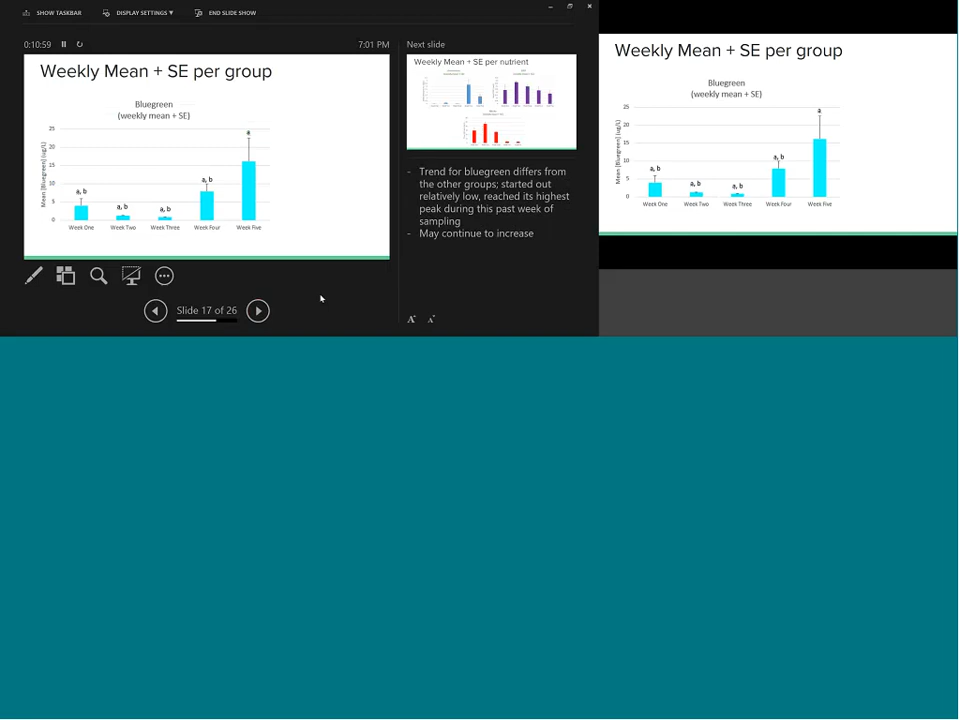 SHOW TASKBAR
DISPLAY SETTINGS ▾
END SLIDE SHOW
0:10:59
7:01 PM
Weekly Mean + SE per group
Bluegreen
(weekly mean + SE)
Mean [Bluegreen] (ug/L)
25
20
15
10
5
0
a, b
a, b
a, b
a, b
a
Week One
Week Two
Week Three
Week Four
Week Five
Slide 17 of 26
Next slide
Weekly Mean + SE per nutrient
- Trend for bluegreen differs from
the other groups; started out
relatively low, reached its highest
peak during this past week of
sampling
- May continue to increase
A
A
Weekly Mean + SE per group
Bluegreen
(weekly mean + SE)
Mean [Bluegreen] (ug/L)
25
20
15
10
5
0
a, b
a, b
a, b
a, b
a
Week One
Week Two
Week Three
Week Four
Week Five